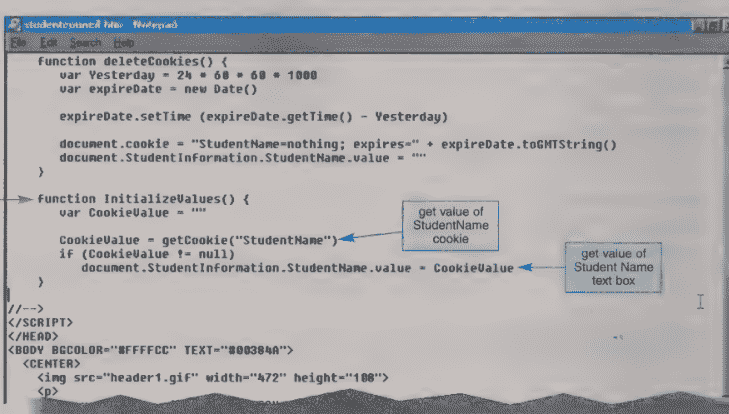 studentcouncil.htm - Notepad
File Edit Search Help
function deleteCookies() {
var Yesterday = 24 * 60 * 60 * 1000
var expireDate = new Date()
expireDate.setTime (expireDate.getTime() - Yesterday)
document.cookie = "StudentName=nothing; expires=" + expireDate.toGMTString()
document.StudentInformation.StudentName.value = ""
}
function InitializeValues() {
var CookieValue = ""
get value of
StudentName
cookie
CookieValue = getCookie("StudentName")
if (CookieValue != null)
document.StudentInformation.StudentName.value = CookieValue
get value of
Student Name
text box
}
//-->
</SCRIPT>
</HEAD>
<BODY BGCOLOR="#FFFFCC" TEXT="#00384A">
<CENTER>
<img src="header1.gif" width="472" height="108">
<p>